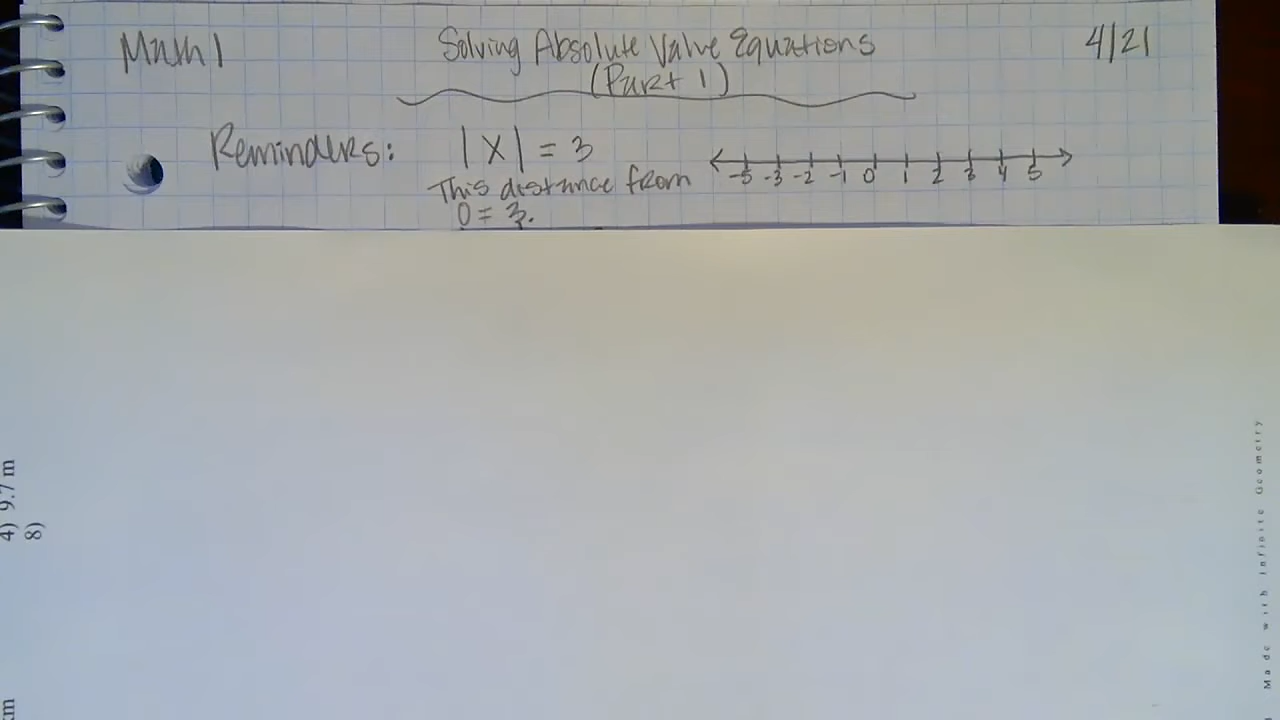 Math 1
Solving Absolute Value Equations
(Part 1)
4/21
Reminders:
|x| = 3
This distance from
0 = 3.
-5 -3 -2 -1 0 1 2 3 4 5
4) 9.7 m
8)
Made with Infinite Geometry